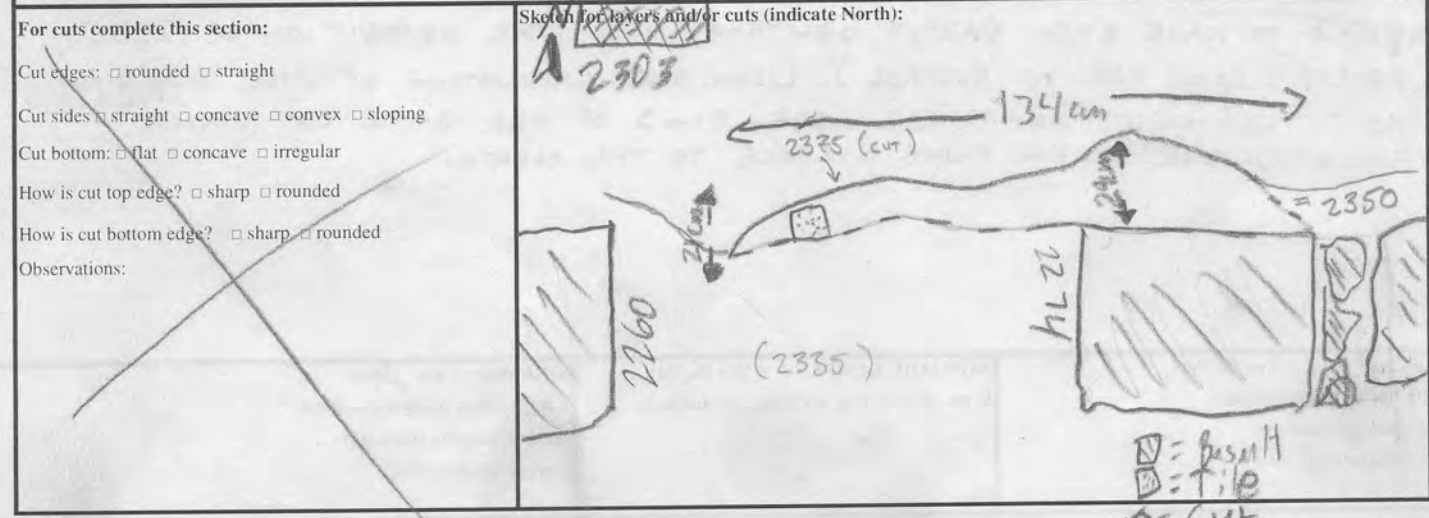 For cuts complete this section:
Cut edges: □ rounded □ straight
Cut sides □ straight □ concave □ convex □ sloping
Cut bottom: □ flat □ concave □ irregular
How is cut top edge? □ sharp □ rounded
How is cut bottom edge? □ sharp □ rounded
Observations:
Sketch for layers and/or cuts (indicate North):
N
2303
134 cm
2375 (cut)
24cm
= 2350
2260
(2335)
2274
= Basalt
= Tile
= Cut